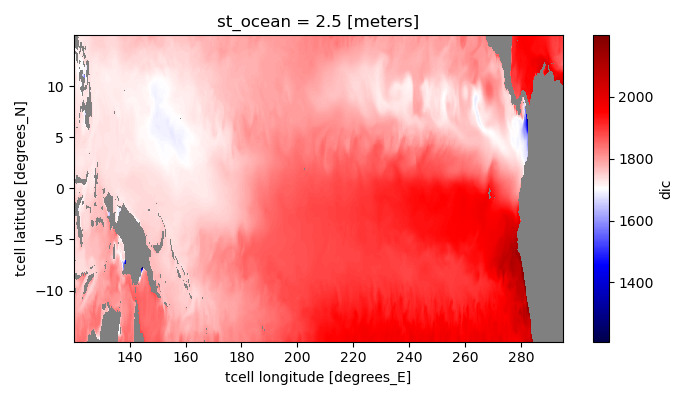 st_ocean = 2.5 [meters]
10
5
0
−5
−10
tcell latitude [degrees_N]
140 160 180 200 220 240 260 280
tcell longitude [degrees_E]
2000
1800
1600
1400
dic